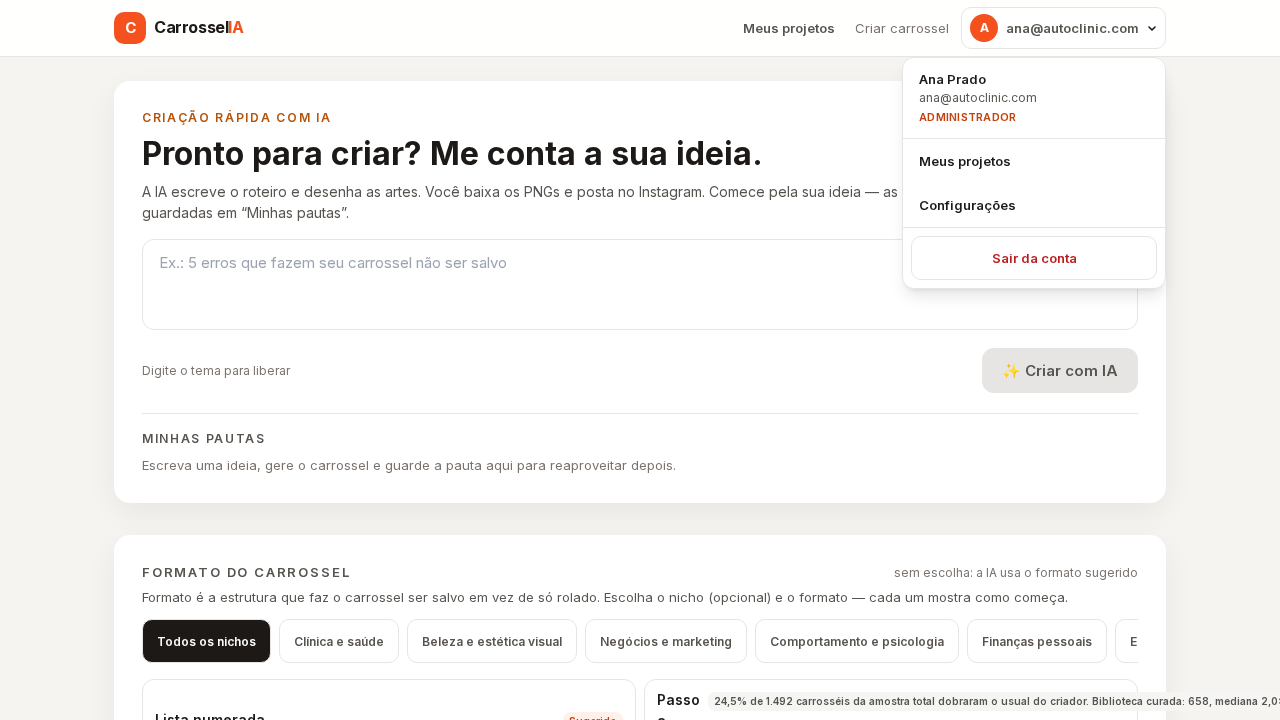 C CarrosselIA
Meus projetos
Criar carrossel
A ana@autoclinic.com
Ana Prado
ana@autoclinic.com
ADMINISTRADOR
Meus projetos
Configurações
Sair da conta
CRIAÇÃO RÁPIDA COM IA
Pronto para criar? Me conta a sua ideia.
A IA escreve o roteiro e desenha as artes. Você baixa os PNGs e posta no Instagram. Comece pela sua ideia — as
guardadas em “Minhas pautas”.
Ex.: 5 erros que fazem seu carrossel não ser salvo
Digite o tema para liberar
✨ Criar com IA
MINHAS PAUTAS
Escreva uma ideia, gere o carrossel e guarde a pauta aqui para reaproveitar depois.
FORMATO DO CARROSSEL
sem escolha: a IA usa o formato sugerido
Formato é a estrutura que faz o carrossel ser salvo em vez de só rolado. Escolha o nicho (opcional) e o formato — cada um mostra como começa.
Todos os nichos
Clínica e saúde
Beleza e estética visual
Negócios e marketing
Comportamento e psicologia
Finanças pessoais
E
Lista numerada
Sugerido
Passo
24,5% de 1.492 carrosséis da amostra total dobraram o usual do criador. Biblioteca curada: 658, mediana 2,0